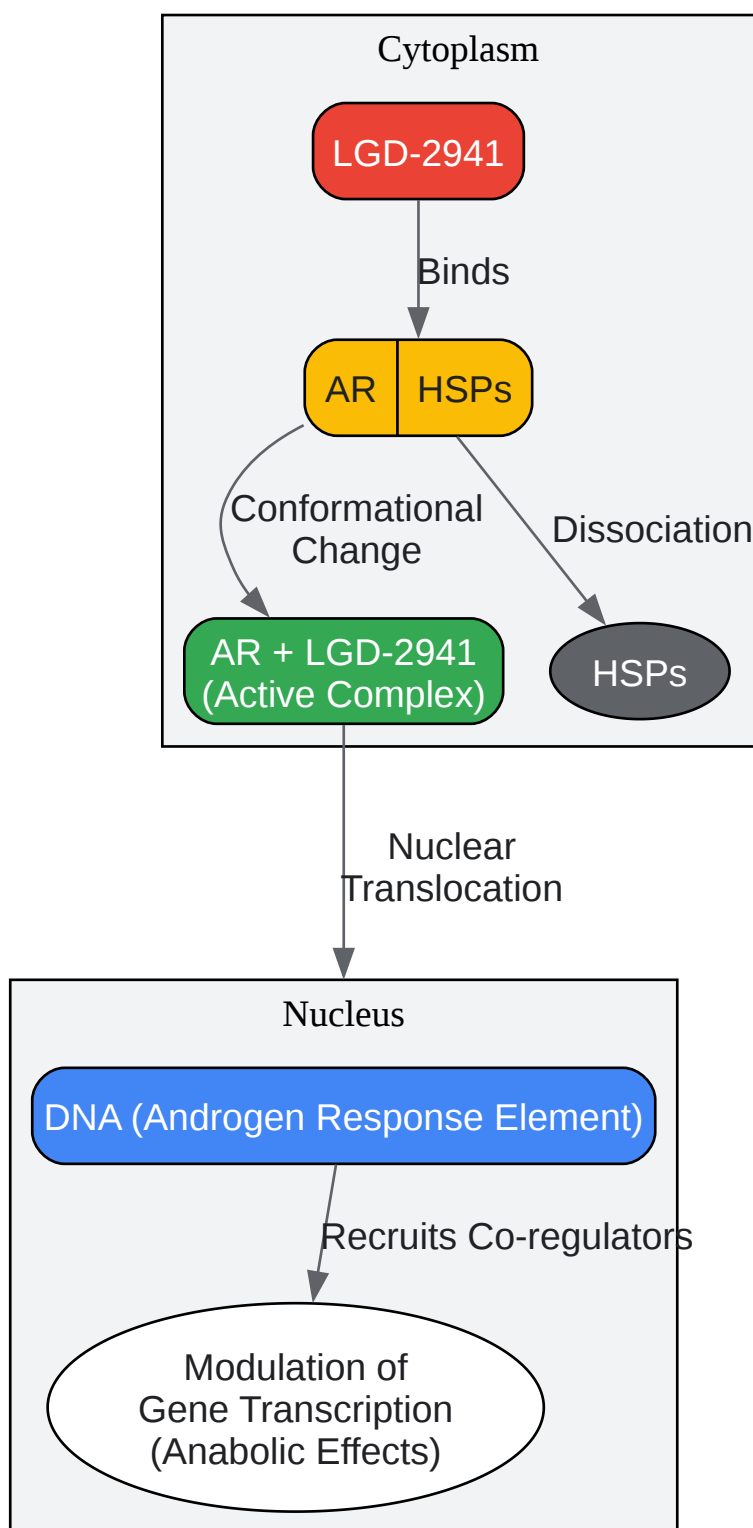 Cytoplasm
LGD-2941
Binds
AR
HSPs
Conformational
Change
Dissociation
AR + LGD-2941
(Active Complex)
HSPs
Nuclear
Translocation
Nucleus
DNA (Androgen Response Element)
Recruits Co-regulators
Modulation of
Gene Transcription
(Anabolic Effects)